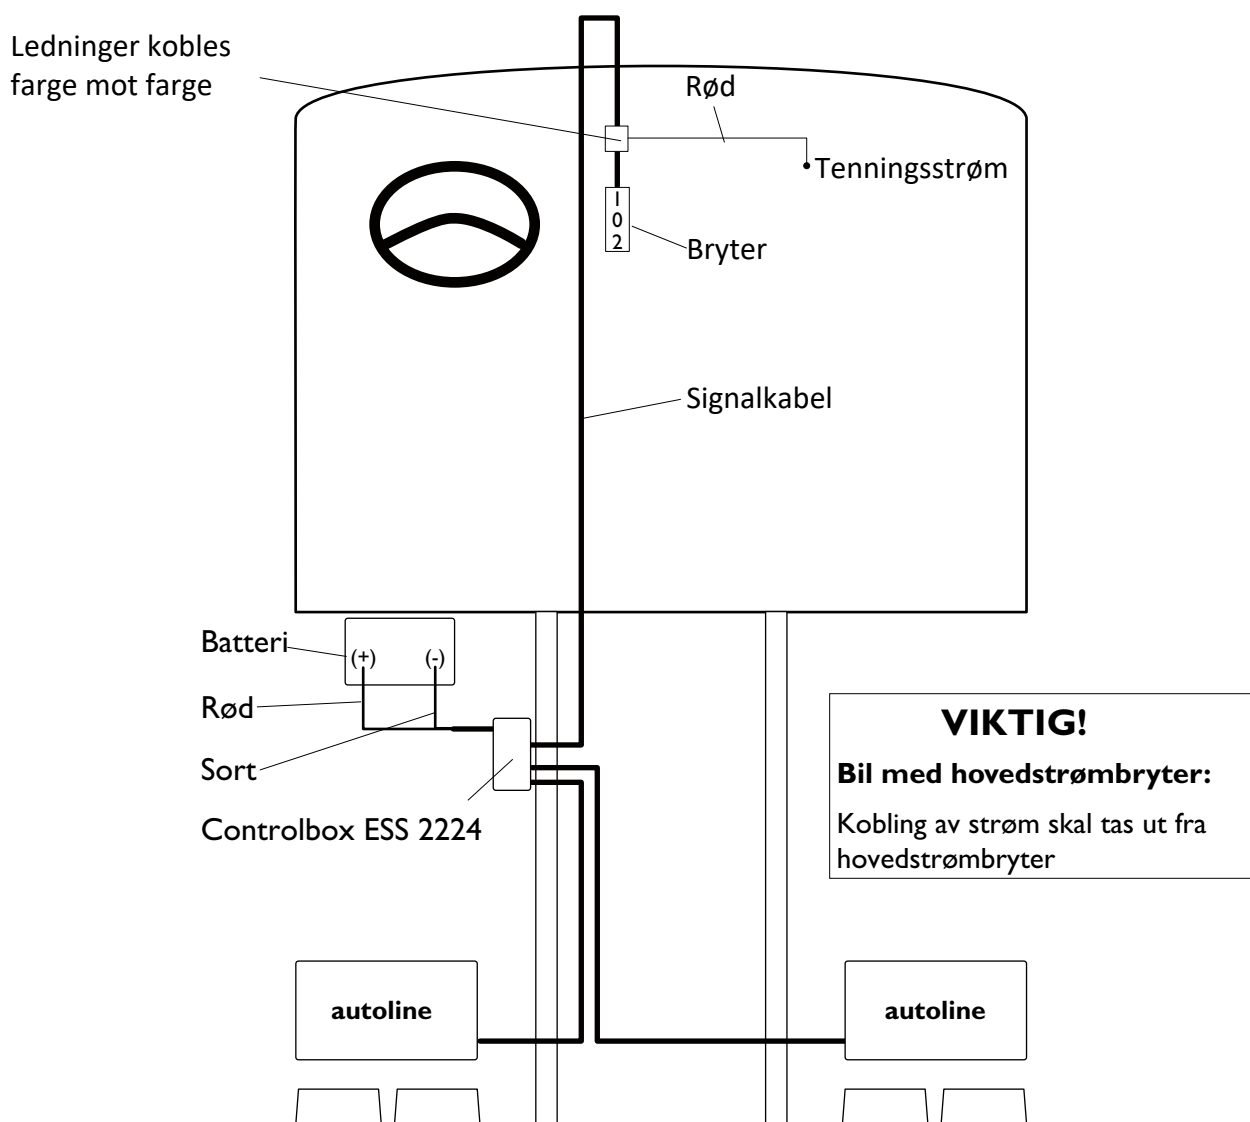 Ledninger kobles
farge mot farge
Rød
Tenningsstrøm
I
0
2
Bryter
Signalkabel
Batteri
(+)
(-)
Rød
Sort
Controlbox ESS 2224
VIKTIG!
Bil med hovedstrømbryter:
Kobling av strøm skal tas ut fra
hovedstrømbryter
autoline
autoline